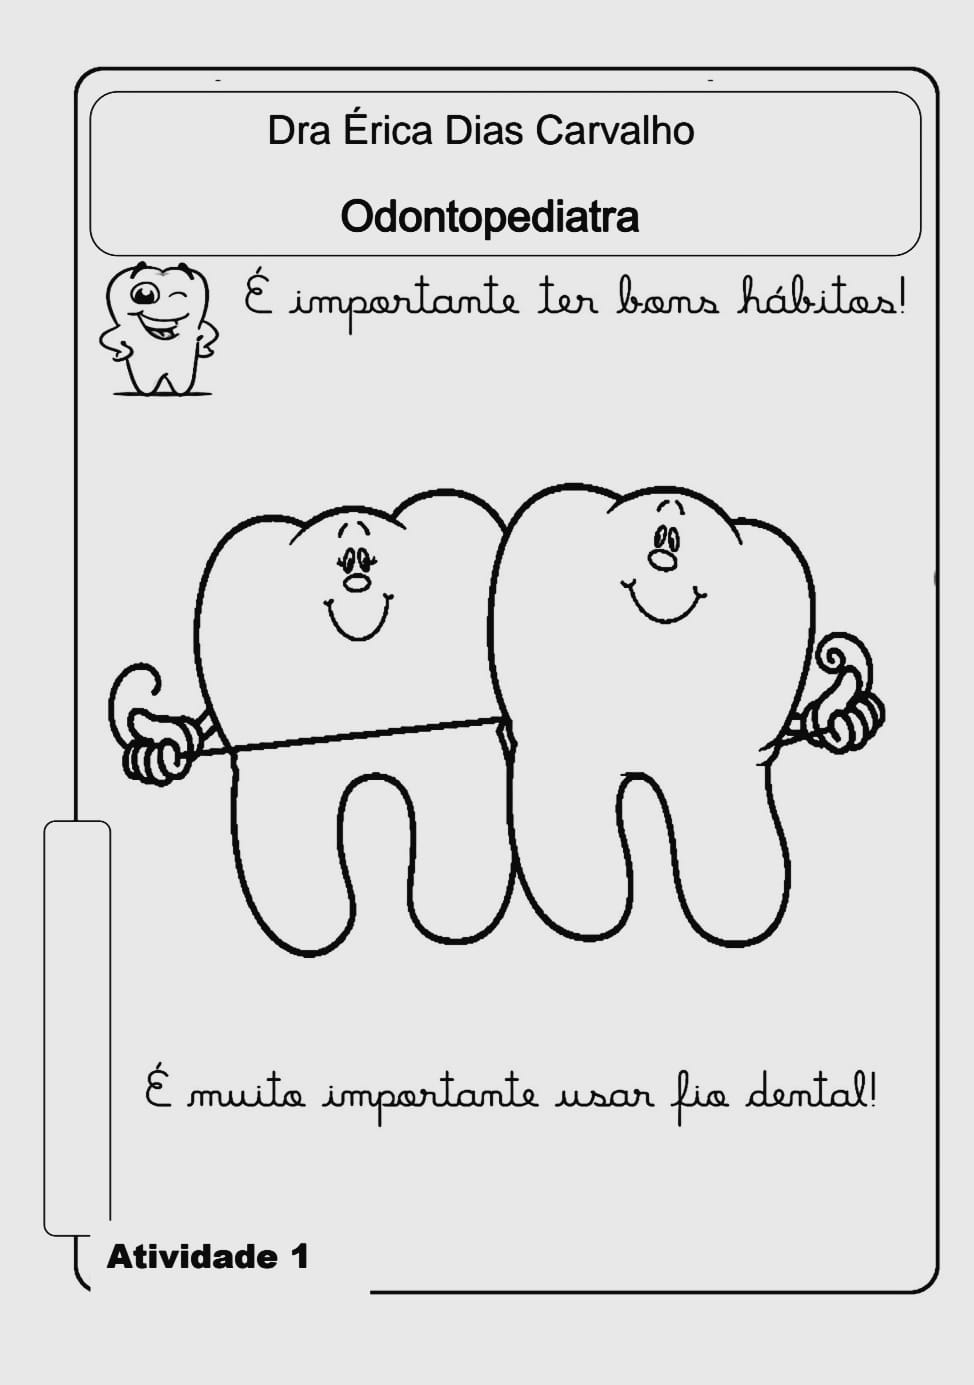 Dra Érica Dias Carvalho
Odontopediatra
É importante ter bons hábitos!
É muito importante usar fio dental!
Atividade 1